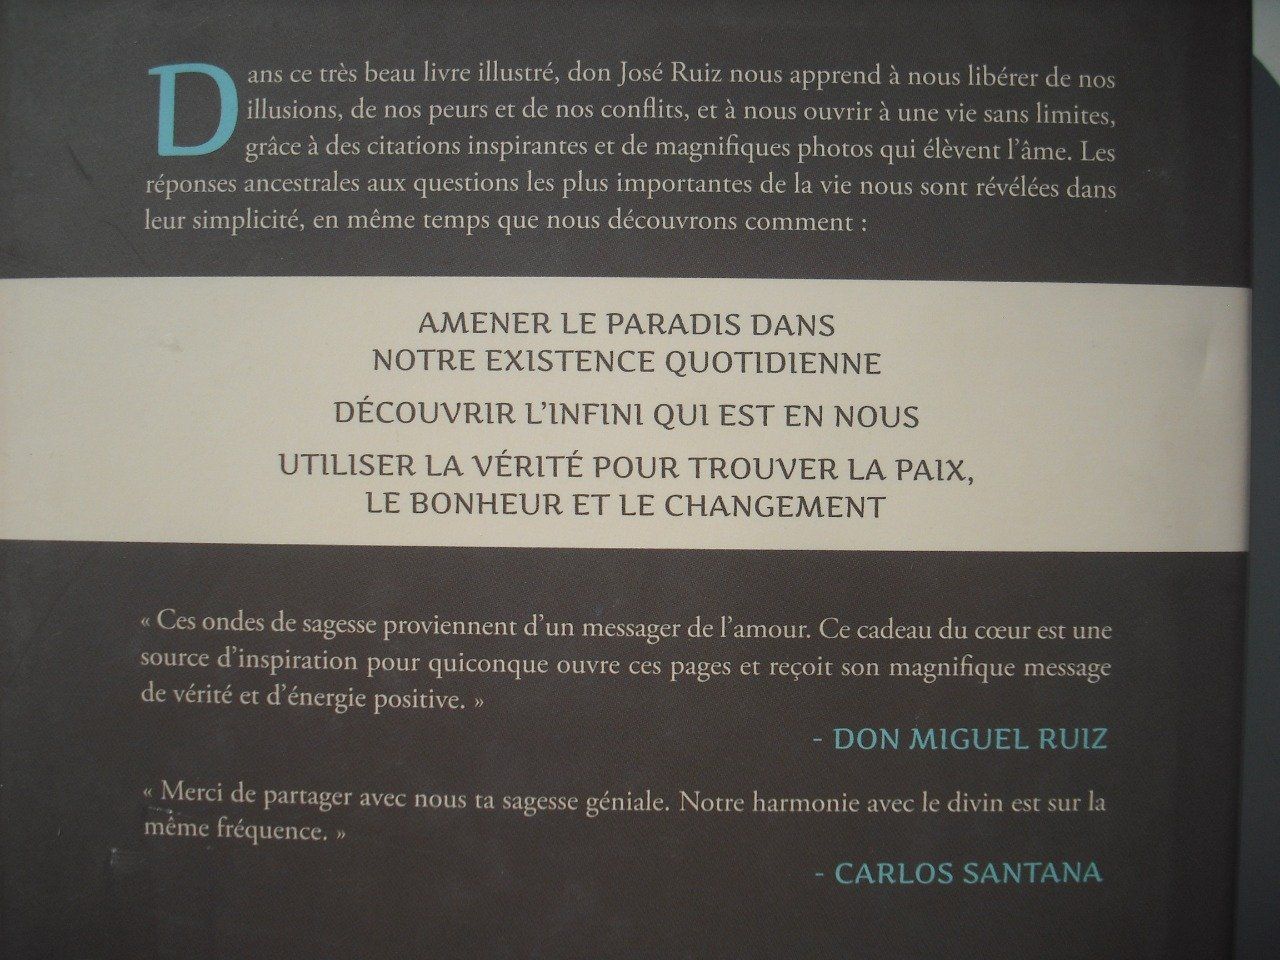 Dans ce très beau livre illustré, don José Ruiz nous apprend à nous libérer de nos
illusions, de nos peurs et de nos conflits, et à nous ouvrir à une vie sans limites,
grâce à des citations inspirantes et de magnifiques photos qui élèvent l’âme. Les
réponses ancestrales aux questions les plus importantes de la vie nous sont révélées dans
leur simplicité, en même temps que nous découvrons comment :
AMENER LE PARADIS DANS
NOTRE EXISTENCE QUOTIDIENNE
DÉCOUVRIR L’INFINI QUI EST EN NOUS
UTILISER LA VÉRITÉ POUR TROUVER LA PAIX,
LE BONHEUR ET LE CHANGEMENT
« Ces ondes de sagesse proviennent d’un messager de l’amour. Ce cadeau du cœur est une
source d’inspiration pour quiconque ouvre ces pages et reçoit son magnifique message
de vérité et d’énergie positive. »
- DON MIGUEL RUIZ
« Merci de partager avec nous ta sagesse géniale. Notre harmonie avec le divin est sur la
même fréquence. »
- CARLOS SANTANA